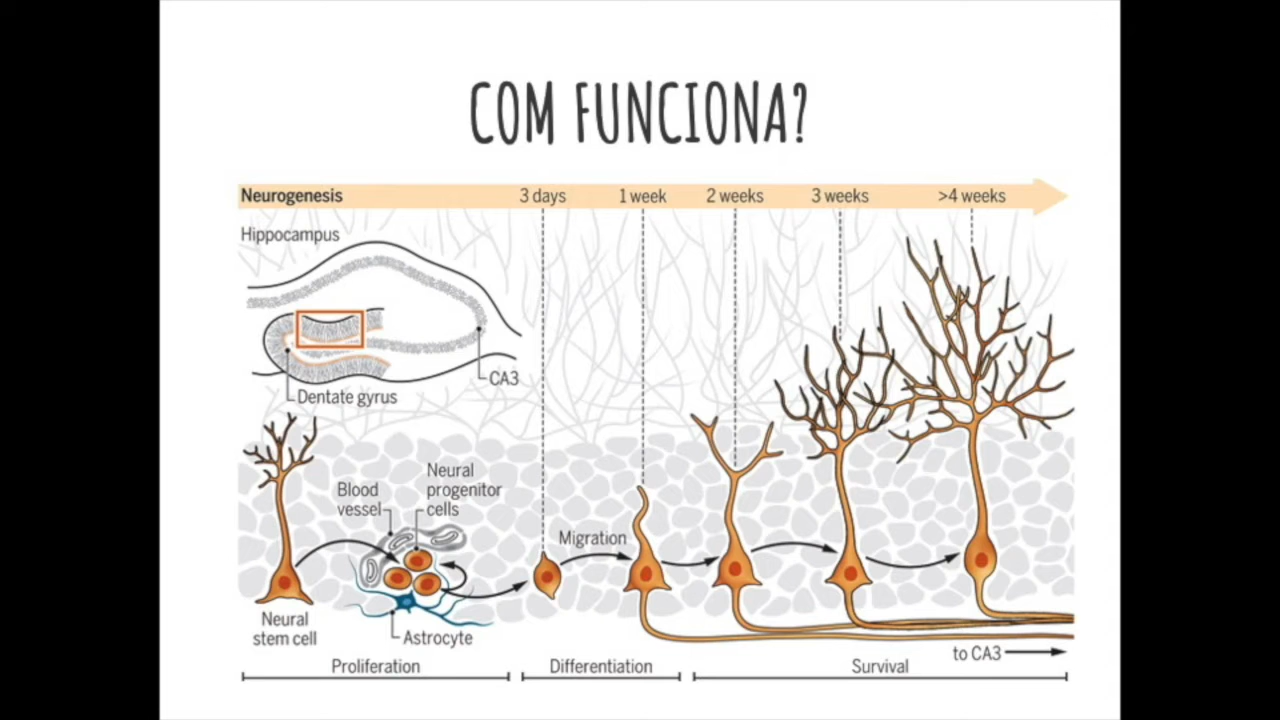 COM FUNCIONA?
Neurogenesis 3 days 1 week 2 weeks 3 weeks >4 weeks
Hippocampus
CA3
Dentate gyrus
Neural
progenitor
cells
Blood
vessel
Migration
Neural
stem cell
Astrocyte
to CA3
Proliferation Differentiation Survival